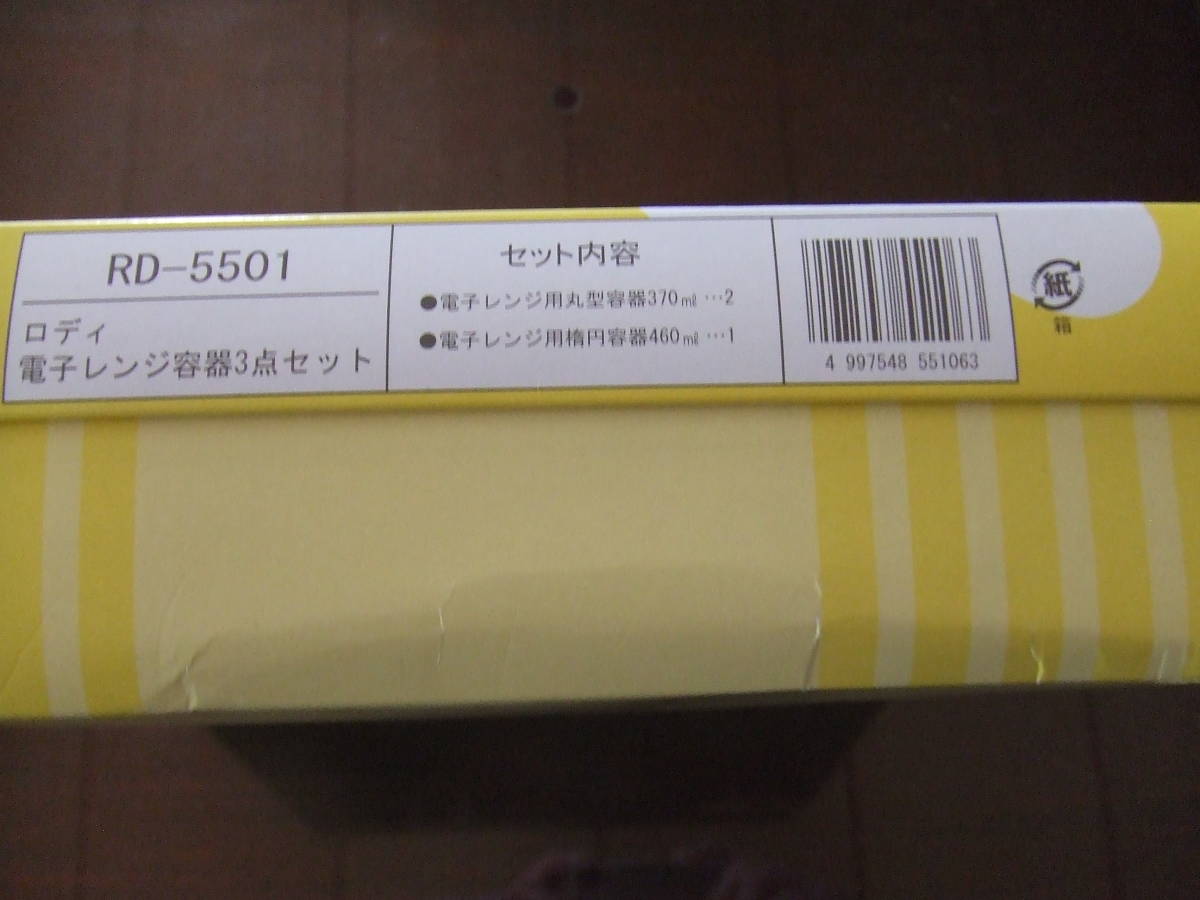 RD-5501
ロディ
電子レンジ容器3点セット
セット内容
●電子レンジ用丸型容器370㎖…2
●電子レンジ用楕円容器460㎖…1
4 997548 551063
紙
箱